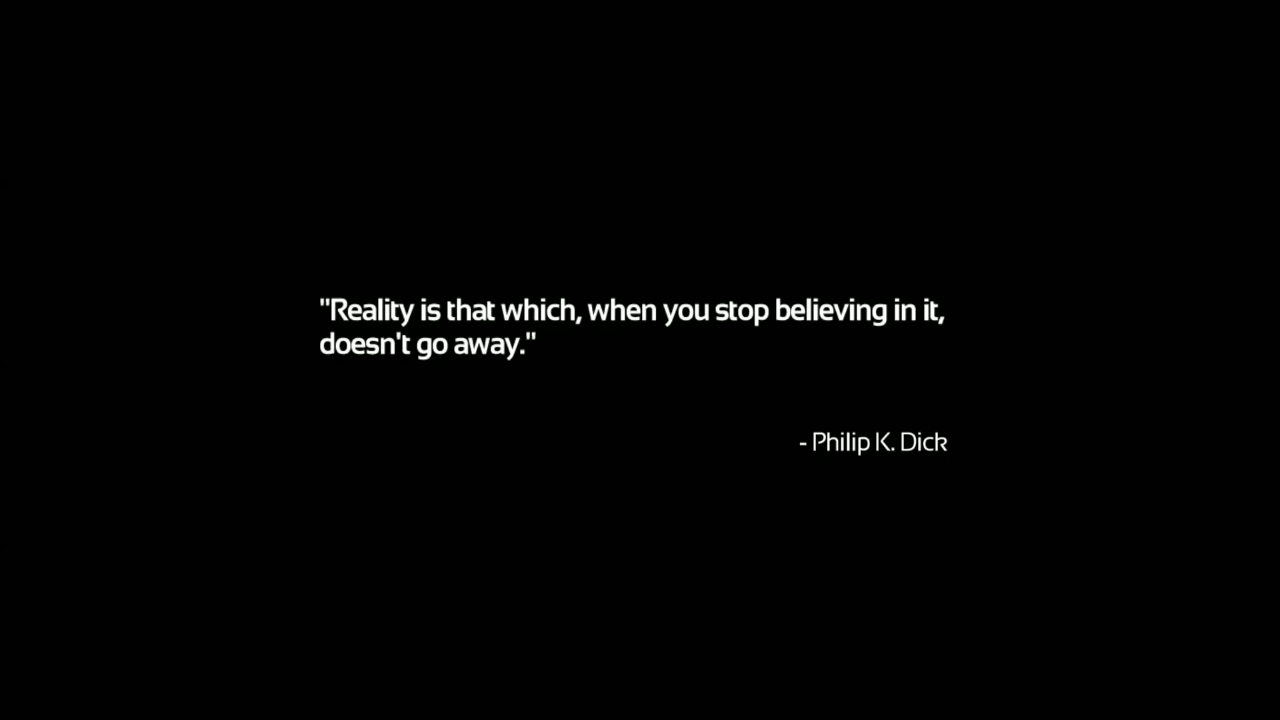 "Reality is that which, when you stop believing in it,
doesn't go away."
- Philip K. Dick